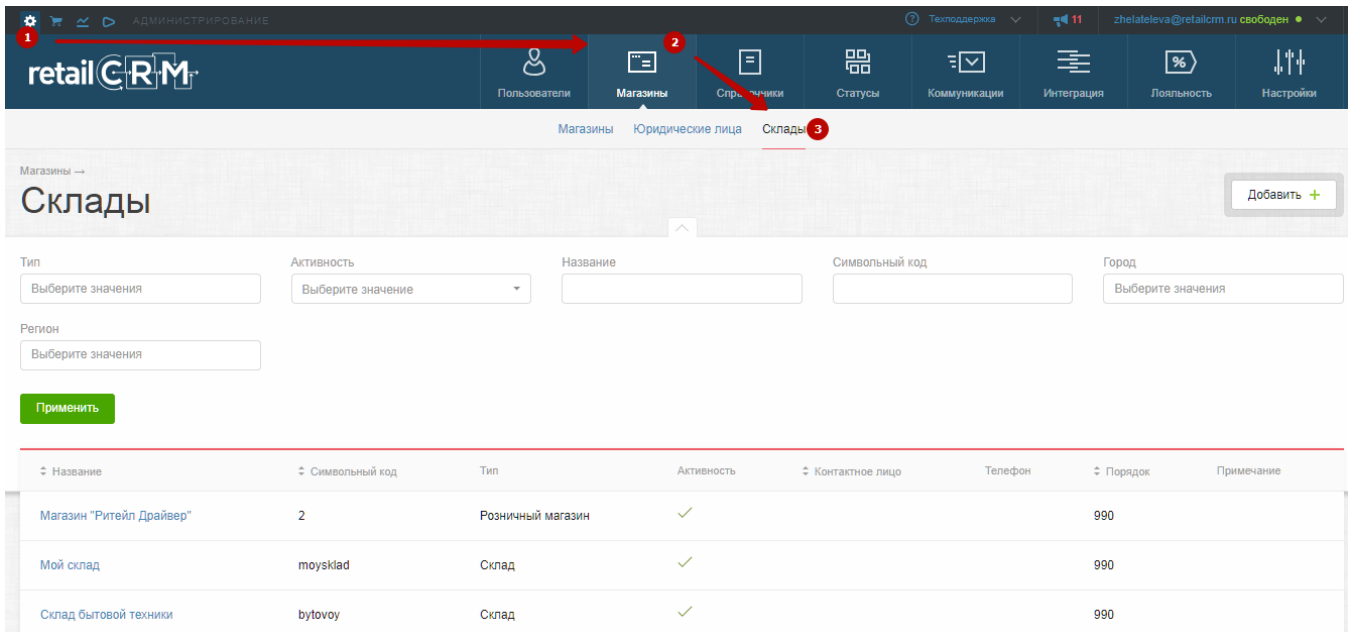 АДМИНИСТРИРОВАНИЕ Техподдержка 11 zhelateleva@retailcrm.ru свободен
1 2
retailCRM
Пользователи Магазины Справочники Статусы Коммуникации Интеграция Лояльность Настройки
Магазины Юридические лица Склады 3
Магазины →
Склады
Добавить +
Тип Активность Название Символьный код Город
Выберите значения Выберите значение Выберите значения
Регион
Выберите значения
Применить
Название Символьный код Тип Активность Контактное лицо Телефон Порядок Примечание
Магазин "Ритейл Драйвер" 2 Розничный магазин 990
Мой склад moysklad Склад 990
Склад бытовой техники bytovoy Склад 990